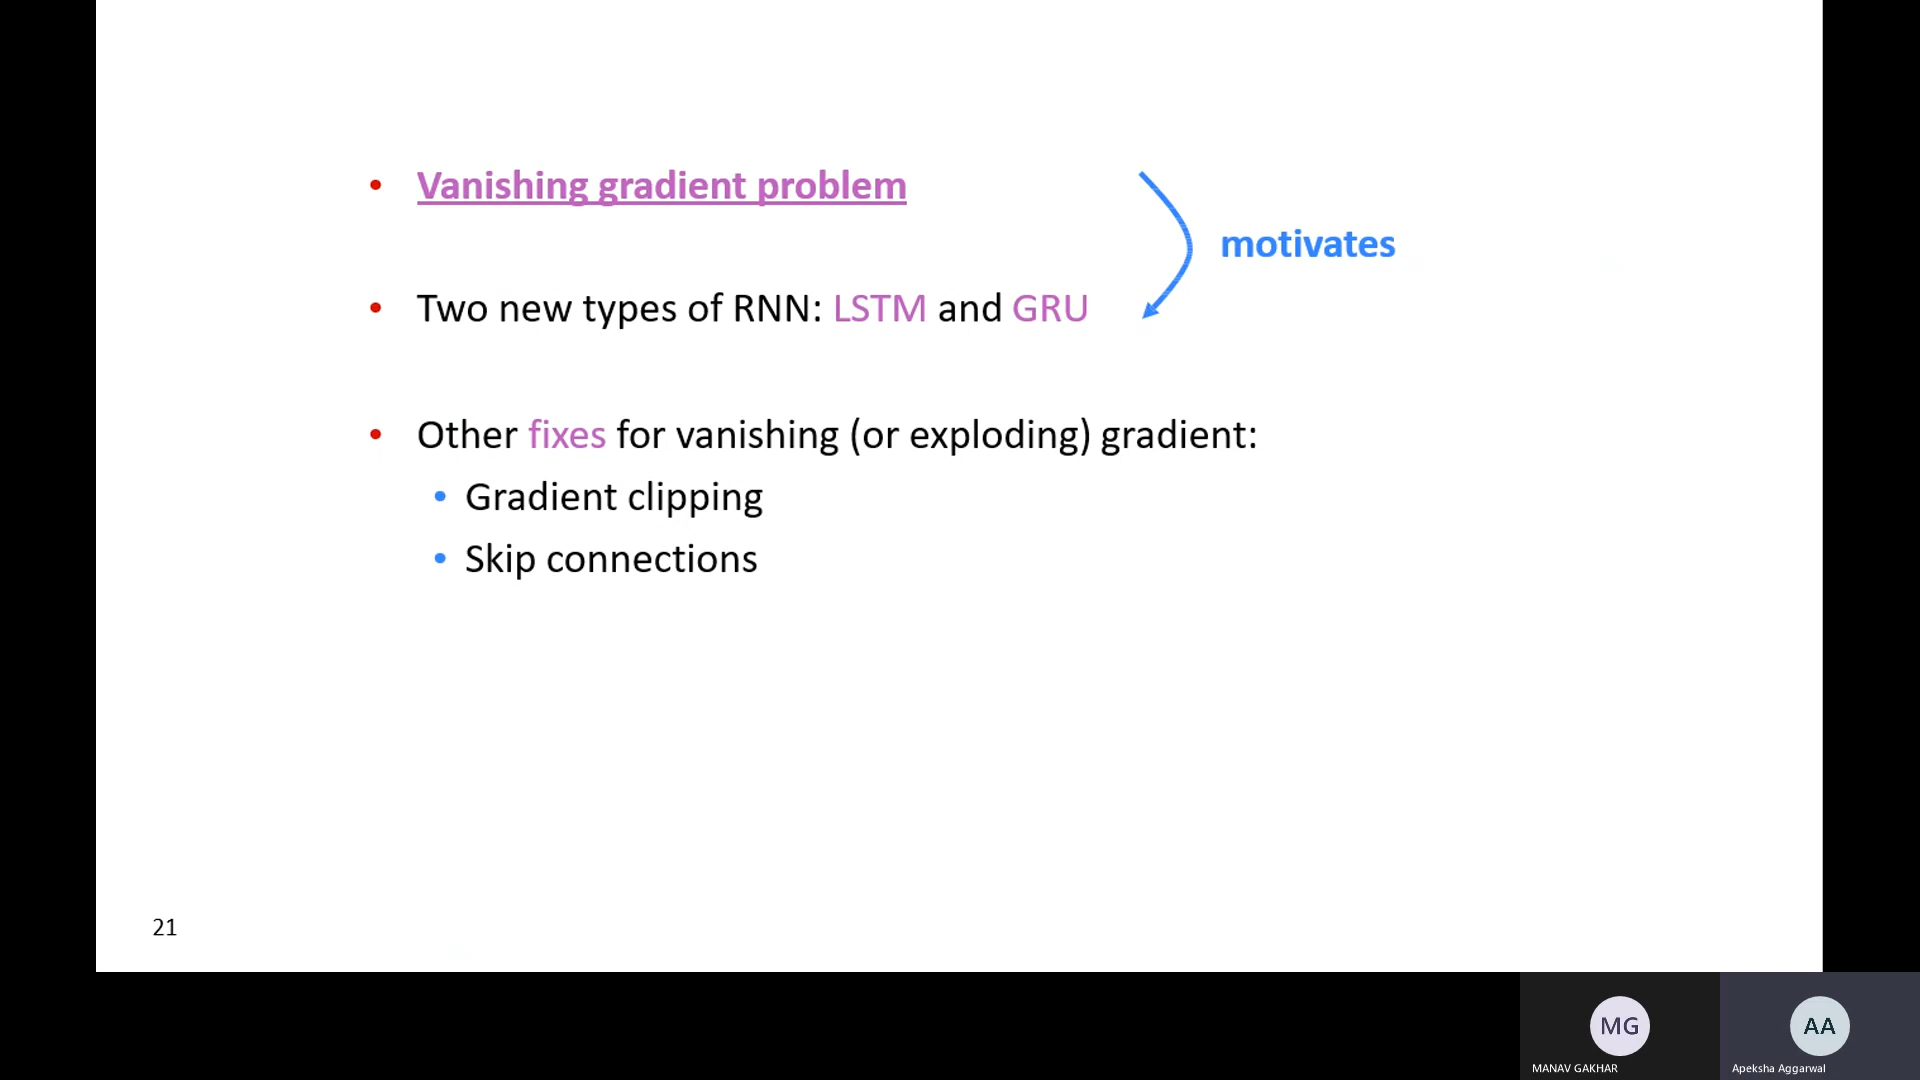 • Vanishing gradient problem
motivates
• Two new types of RNN: LSTM and GRU
• Other fixes for vanishing (or exploding) gradient:
• Gradient clipping
• Skip connections
21
MG
AA
MANAV GAKHAR
Apeksha Aggarwal